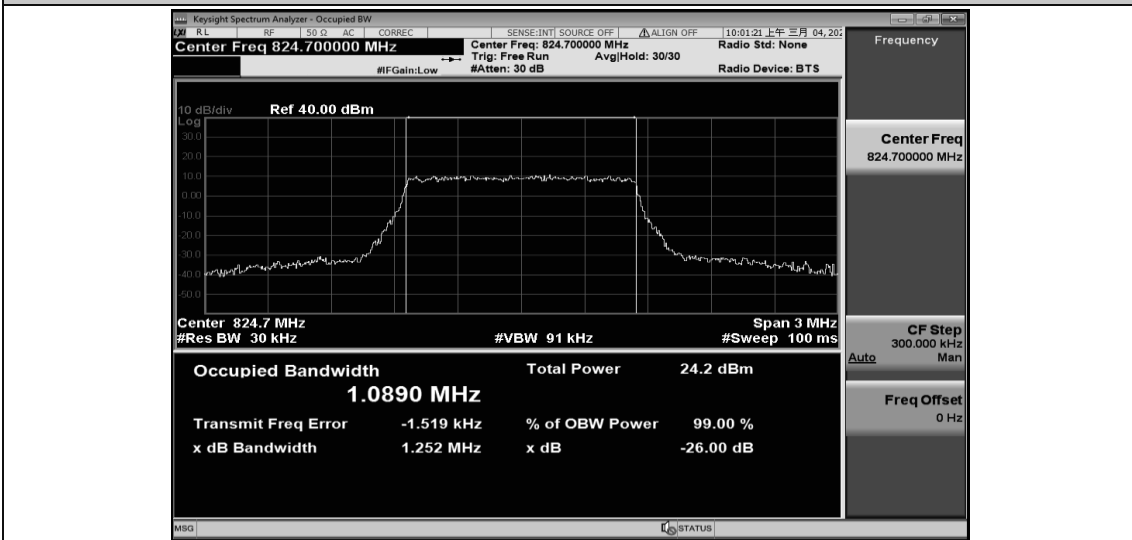 Keysight Spectrum Analyzer - Occupied BW
RL RF 50 Ω AC CORREC SENSE:INT SOURCE OFF ALIGN OFF 10:01:21 上午 三月 04, 202
Center Freq 824.700000 MHz
Center Freq: 824.700000 MHz
Radio Std: None
Trig: Free Run Avg|Hold: 30/30
#IFGain:Low #Atten: 30 dB
Radio Device: BTS
10 dB/div Ref 40.00 dBm
Log
30.0
20.0
10.0
0.00
-10.0
-20.0
-30.0
-40.0
-50.0
Center 824.7 MHz
Span 3 MHz
#Res BW 30 kHz
#VBW 91 kHz
#Sweep 100 ms
Occupied Bandwidth
Total Power 24.2 dBm
1.0890 MHz
Transmit Freq Error -1.519 kHz
% of OBW Power 99.00 %
x dB Bandwidth 1.252 MHz
x dB -26.00 dB
Frequency
Center Freq
824.700000 MHz
CF Step
300.000 kHz
Auto Man
Freq Offset
0 Hz
MSG
STATUS